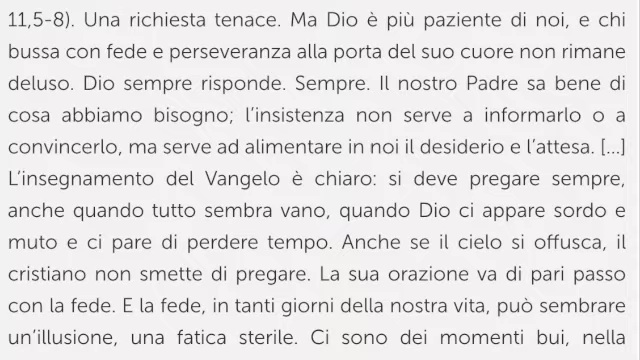 11,5-8). Una richiesta tenace. Ma Dio è più paziente di noi, e chi
bussa con fede e perseveranza alla porta del suo cuore non rimane
deluso. Dio sempre risponde. Sempre. Il nostro Padre sa bene di
cosa abbiamo bisogno; l’insistenza non serve a informarlo o a
convincerlo, ma serve ad alimentare in noi il desiderio e l’attesa. [...]
L’insegnamento del Vangelo è chiaro: si deve pregare sempre,
anche quando tutto sembra vano, quando Dio ci appare sordo e
muto e ci pare di perdere tempo. Anche se il cielo si offusca, il
cristiano non smette di pregare. La sua orazione va di pari passo
con la fede. E la fede, in tanti giorni della nostra vita, può sembrare
un’illusione, una fatica sterile. Ci sono dei momenti bui, nella